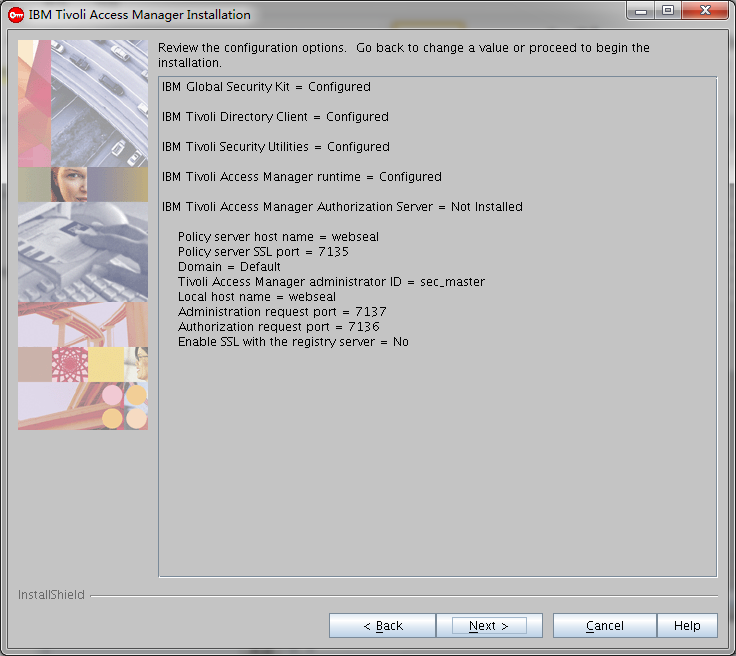 IBM Tivoli Access Manager Installation
Review the configuration options.  Go back to change a value or proceed to begin the
installation.
IBM Global Security Kit = Configured
IBM Tivoli Directory Client = Configured
IBM Tivoli Security Utilities = Configured
IBM Tivoli Access Manager runtime = Configured
IBM Tivoli Access Manager Authorization Server = Not Installed
Policy server host name = webseal
Policy server SSL port = 7135
Domain = Default
Tivoli Access Manager administrator ID = sec_master
Local host name = webseal
Administration request port = 7137
Authorization request port = 7136
Enable SSL with the registry server = No
InstallShield
< Back
Next >
Cancel
Help